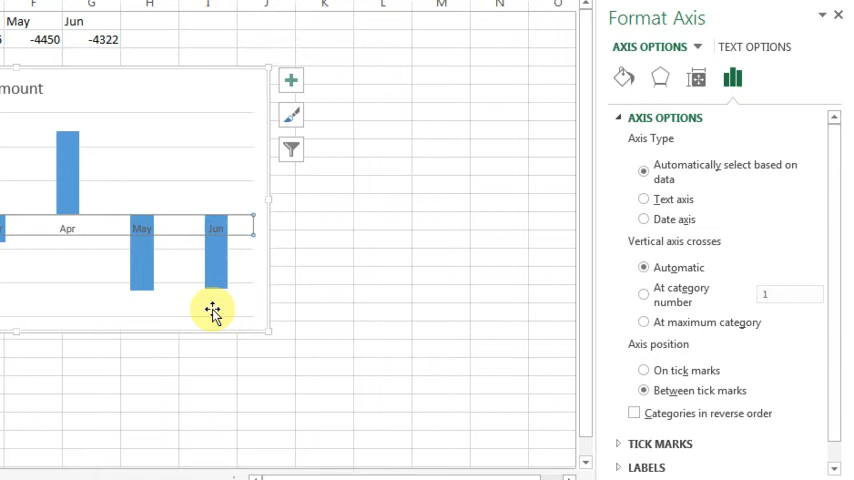 F G H I J K L M N O
May Jun
-4450 -4322
mount
Apr May Jun
Format Axis
AXIS OPTIONS TEXT OPTIONS
AXIS OPTIONS
Axis Type
Automatically select based on
data
Text axis
Date axis
Vertical axis crosses
Automatic
At category
number
1
At maximum category
Axis position
On tick marks
Between tick marks
Categories in reverse order
TICK MARKS
LABELS